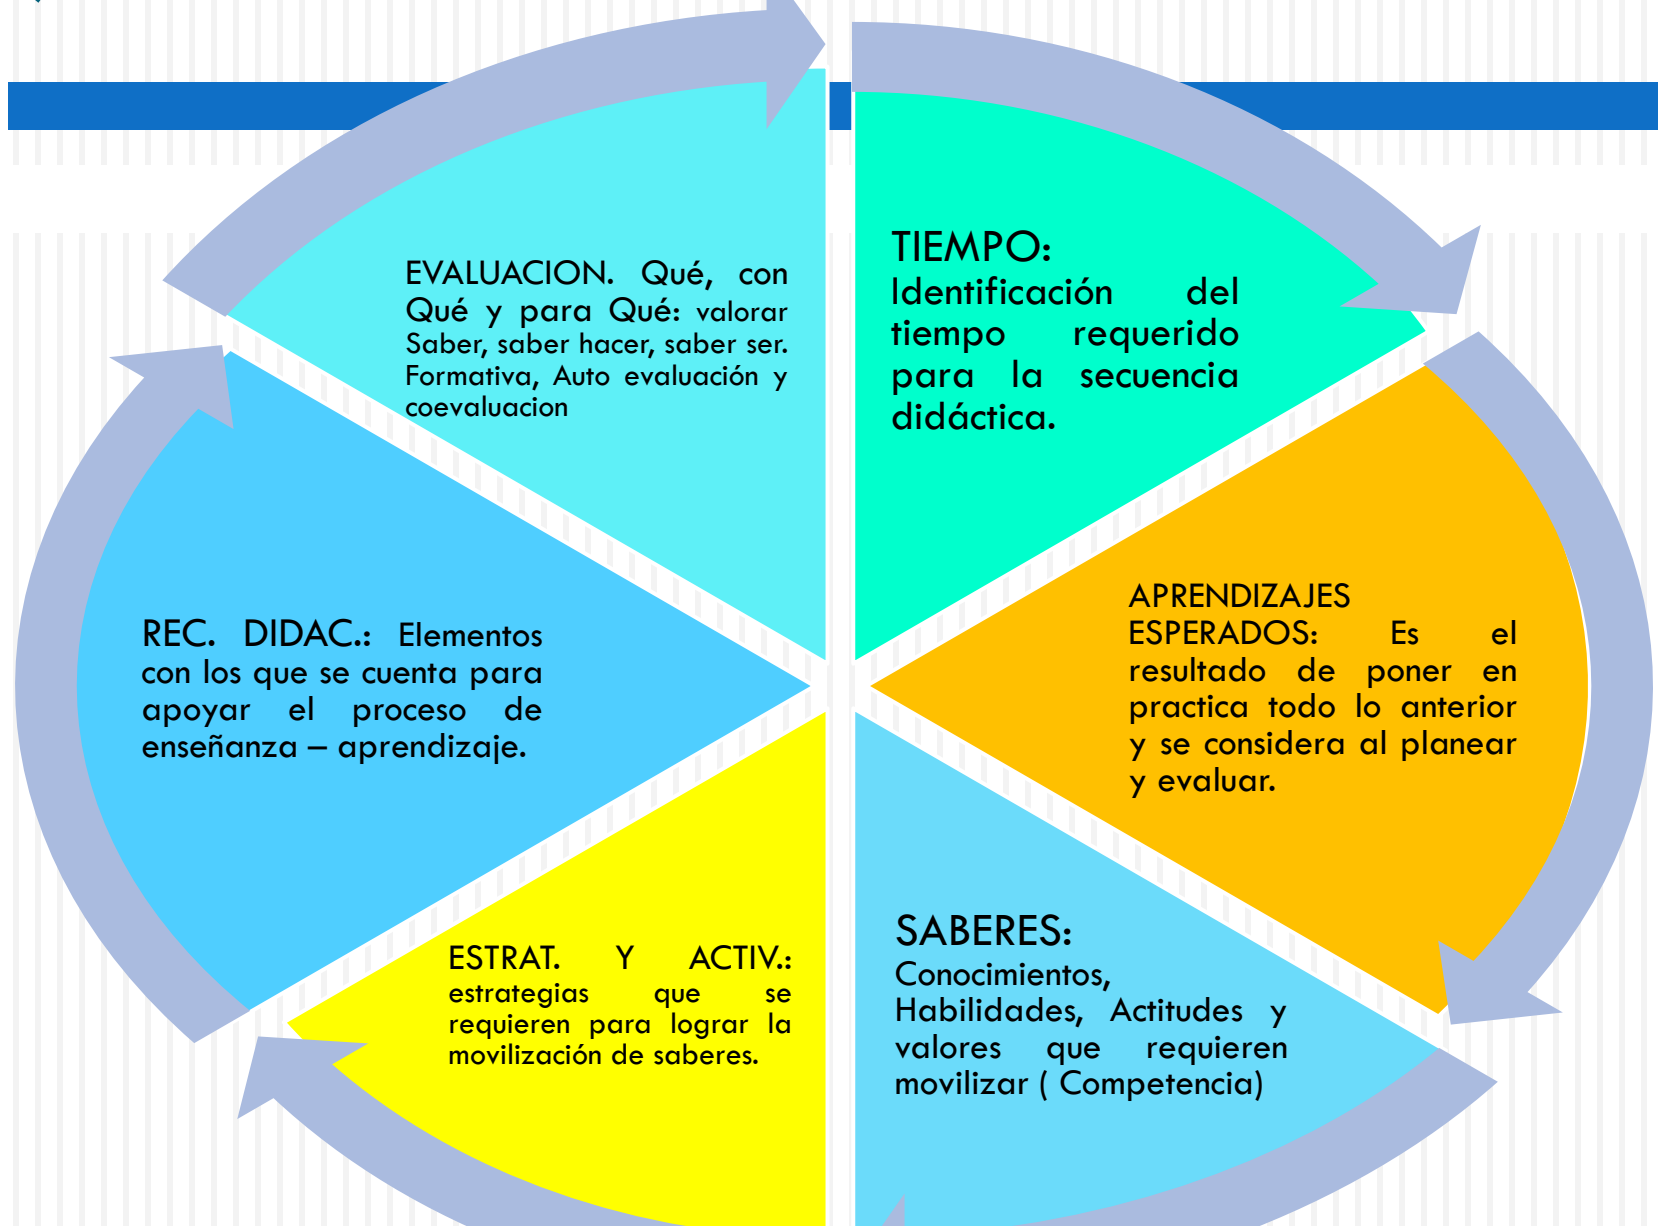 TIEMPO:
Identificación del
tiempo requerido
para la secuencia
didáctica.
APRENDIZAJES
ESPERADOS: Es el
resultado de poner en
practica todo lo anterior
y se considera al planear
y evaluar.
SABERES:
Conocimientos,
Habilidades, Actitudes y
valores que requieren
movilizar ( Competencia)
ESTRAT. Y ACTIV.:
estrategias que se
requieren para lograr la
movilización de saberes.
REC. DIDAC.: Elementos
con los que se cuenta para
apoyar el proceso de
enseñanza – aprendizaje.
EVALUACION. Qué, con
Qué y para Qué: valorar
Saber, saber hacer, saber ser.
Formativa, Auto evaluación y
coevaluacion